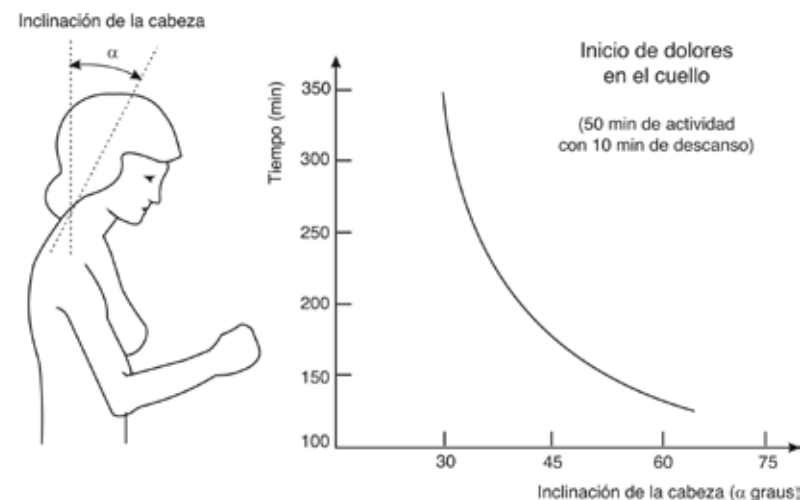 Inclinación de la cabeza
α
Inicio de dolores
en el cuello
(50 min de actividad
con 10 min de descanso)
Tiempo (min)
350
300
250
200
150
100
30 45 60 75
Inclinación de la cabeza (α graus)